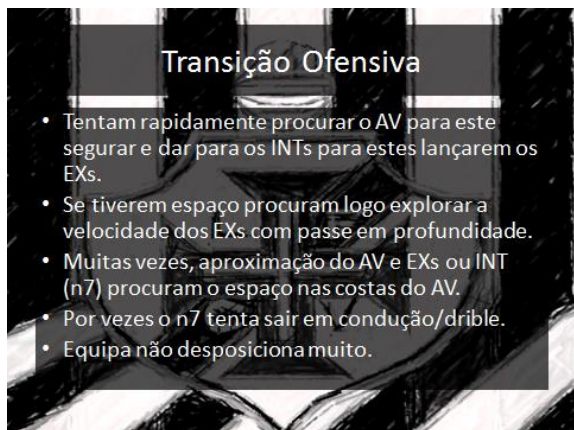 Transição Ofensiva
• Tentam rapidamente procurar o AV para este
segurar e dar para os INTs para estes lançarem os
EXs.
• Se tiverem espaço procuram logo explorar a
velocidade dos EXs com passe em profundidade.
• Muitas vezes, aproximação do AV e EXs ou INT
(n7) procuram o espaço nas costas do AV.
• Por vezes o n7 tenta sair em condução/drible.
• Equipa não desposiciona muito.